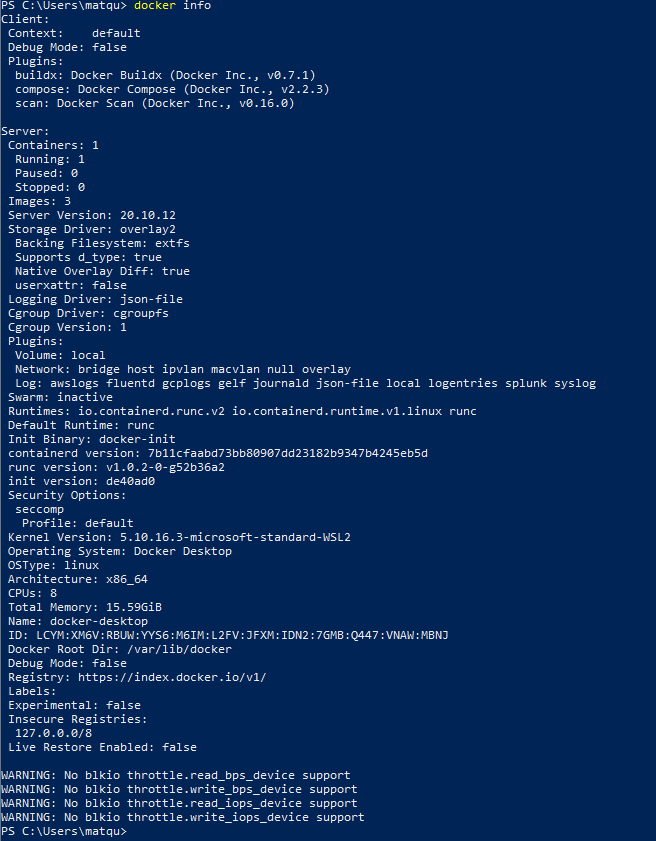 PS C:\Users\matqu> docker info
Client:
 Context:    default
 Debug Mode: false
 Plugins:
  buildx: Docker Buildx (Docker Inc., v0.7.1)
  compose: Docker Compose (Docker Inc., v2.2.3)
  scan: Docker Scan (Docker Inc., v0.16.0)

Server:
 Containers: 1
  Running: 1
  Paused: 0
  Stopped: 0
 Images: 3
 Server Version: 20.10.12
 Storage Driver: overlay2
  Backing Filesystem: extfs
  Supports d_type: true
  Native Overlay Diff: true
  userxattr: false
 Logging Driver: json-file
 Cgroup Driver: cgroupfs
 Cgroup Version: 1
 Plugins:
  Volume: local
  Network: bridge host ipvlan macvlan null overlay
  Log: awslogs fluentd gcplogs gelf journald json-file local logentries splunk syslog
 Swarm: inactive
 Runtimes: io.containerd.runc.v2 io.containerd.runtime.v1.linux runc
 Default Runtime: runc
 Init Binary: docker-init
 containerd version: 7b11cfaabd73bb80907dd23182b9347b4245eb5d
 runc version: v1.0.2-0-g52b36a2
 init version: de40ad0
 Security Options:
  seccomp
   Profile: default
 Kernel Version: 5.10.16.3-microsoft-standard-WSL2
 Operating System: Docker Desktop
 OSType: linux
 Architecture: x86_64
 CPUs: 8
 Total Memory: 15.59GiB
 Name: docker-desktop
 ID: LCYM:XM6V:RBUW:YYS6:M6IM:L2FV:JFXM:IDN2:7GMB:Q447:VNAW:MBNJ
 Docker Root Dir: /var/lib/docker
 Debug Mode: false
 Registry: https://index.docker.io/v1/
 Labels:
 Experimental: false
 Insecure Registries:
  127.0.0.0/8
 Live Restore Enabled: false

WARNING: No blkio throttle.read_bps_device support
WARNING: No blkio throttle.write_bps_device support
WARNING: No blkio throttle.read_iops_device support
WARNING: No blkio throttle.write_iops_device support
PS C:\Users\matqu>